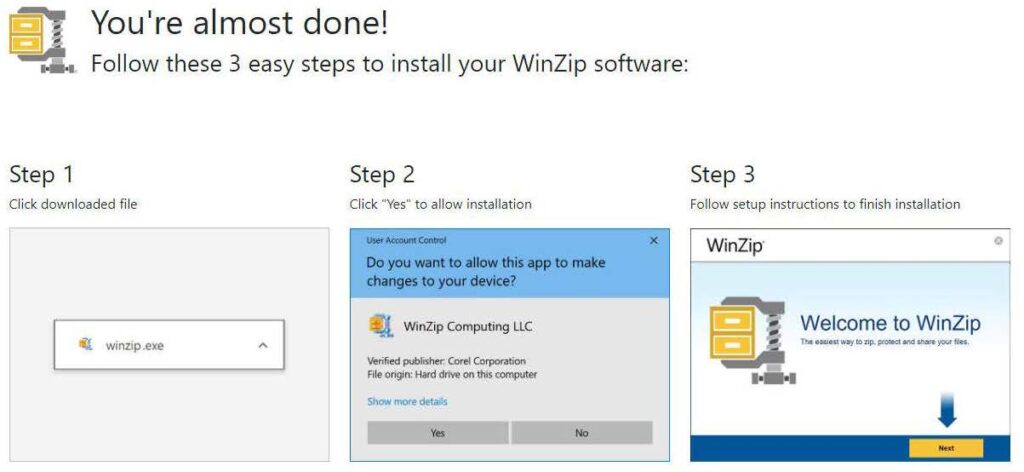 You're almost done!
Follow these 3 easy steps to install your WinZip software:
Step 1
Click downloaded file
winzip.exe
Step 2
Click "Yes" to allow installation
User Account Control
Do you want to allow this app to make
changes to your device?
WinZip Computing LLC
Verified publisher: Corel Corporation
File origin: Hard drive on this computer
Show more details
Yes
No
Step 3
Follow setup instructions to finish installation
WinZip
Welcome to WinZip
The easiest way to zip, protect and share your files.
Next